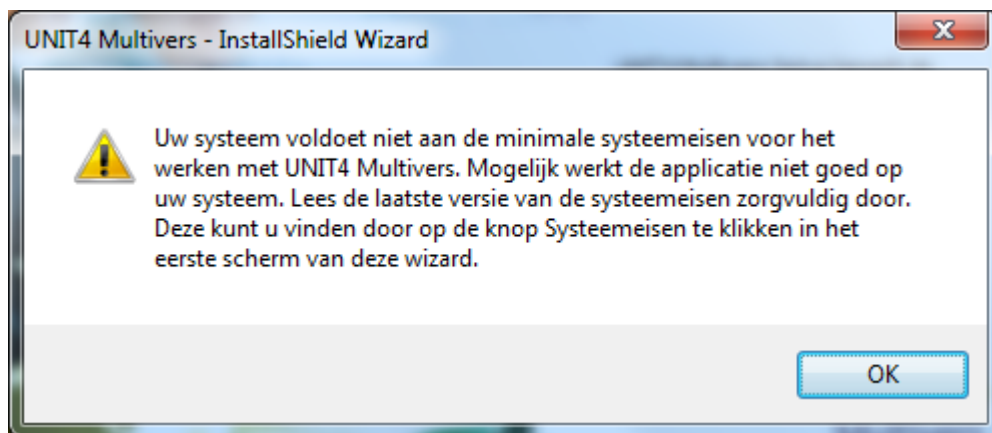 UNIT4 Multivers - InstallShield Wizard
Uw systeem voldoet niet aan de minimale systeemeisen voor het
werken met UNIT4 Multivers. Mogelijk werkt de applicatie niet goed op
uw systeem. Lees de laatste versie van de systeemeisen zorgvuldig door.
Deze kunt u vinden door op de knop Systeemeisen te klikken in het
eerste scherm van deze wizard.
OK